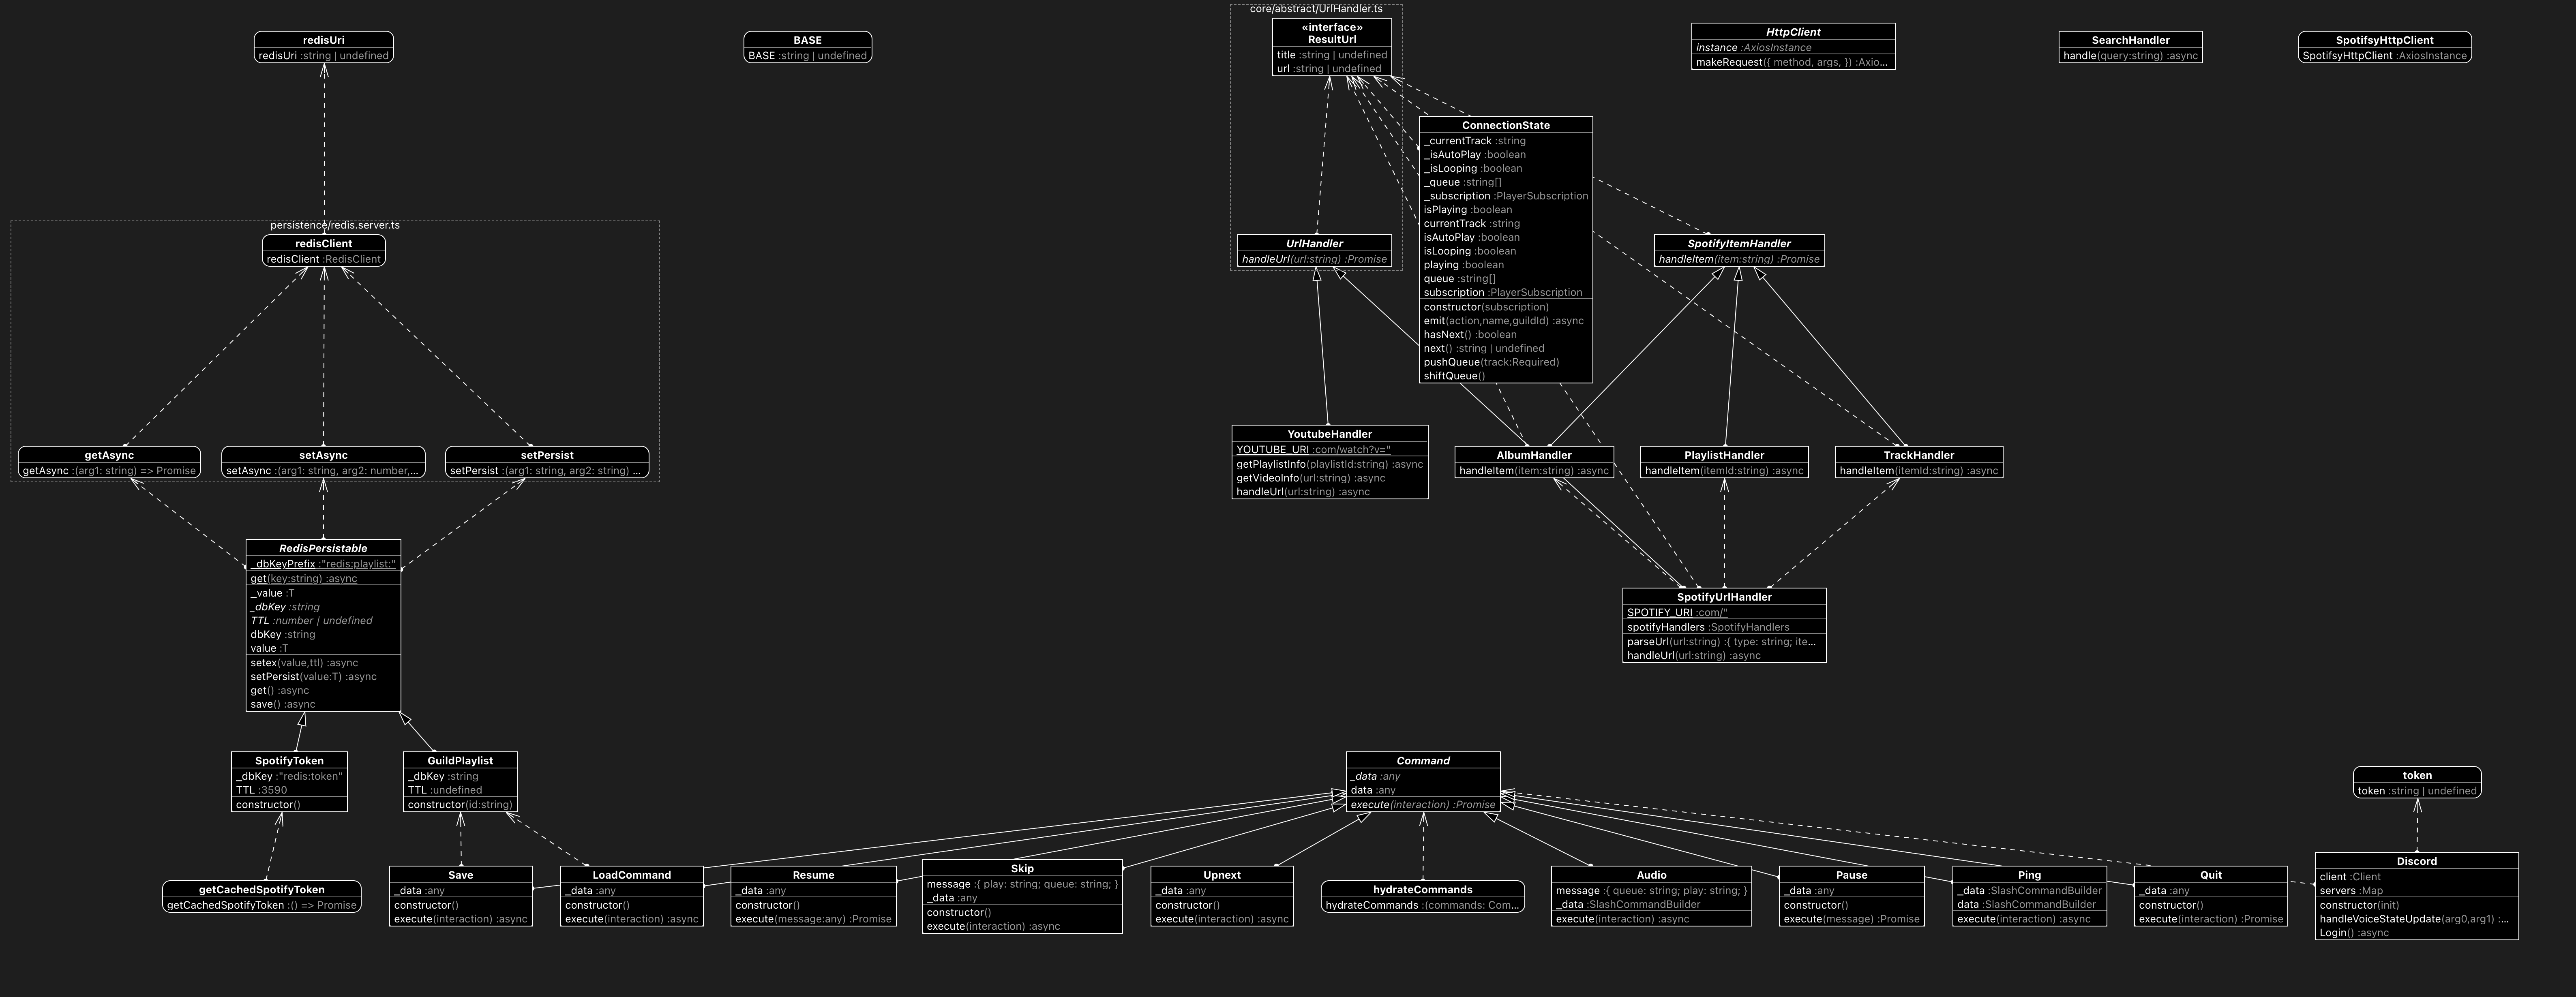 redisUri
redisUri :string | undefined
BASE
BASE :string | undefined
core/abstract/UrlHandler.ts
«interface»
ResultUrl
title :string | undefined
url :string | undefined
HttpClient
instance :AxiosInstance
makeRequest({ method, args, }) :Axio...
SearchHandler
handle(query:string) :async
SpotifsyHttpClient
SpotifsyHttpClient :AxiosInstance
ConnectionState
_currentTrack :string
_isAutoPlay :boolean
_isLooping :boolean
_queue :string[]
_subscription :PlayerSubscription
isPlaying :boolean
currentTrack :string
isAutoPlay :boolean
isLooping :boolean
playing :boolean
queue :string[]
subscription :PlayerSubscription
constructor(subscription)
emit(action,name,guildId) :async
hasNext() :boolean
next() :string | undefined
pushQueue(track:Required)
shiftQueue()
persistence/redis.server.ts
redisClient
redisClient :RedisClient
UrlHandler
handleUrl(url:string) :Promise
SpotifyItemHandler
handleItem(item:string) :Promise
getAsync
getAsync :(arg1: string) => Promise
setAsync
setAsync :(arg1: string, arg2: number,...
setPersist
setPersist :(arg1: string, arg2: string) ...
YoutubeHandler
YOUTUBE_URI :com/watch?v="
getPlaylistInfo(playlistId:string) :async
getVideoInfo(url:string) :async
handleUrl(url:string) :async
AlbumHandler
handleItem(item:string) :async
PlaylistHandler
handleItem(itemId:string) :async
TrackHandler
handleItem(itemId:string) :async
RedisPersistable
_dbKeyPrefix :"redis:playlist:"
get(key:string) :async
_value :T
_dbKey :string
TTL :number | undefined
dbKey :string
value :T
setex(value,ttl) :async
setPersist(value:T) :async
get() :async
save() :async
SpotifyUrlHandler
SPOTIFY_URI :com/"
spotifyHandlers :SpotifyHandlers
parseUrl(url:string) :{ type: string; ite...
handleUrl(url:string) :async
SpotifyToken
_dbKey :"redis:token"
TTL :3590
constructor()
GuildPlaylist
_dbKey :string
TTL :undefined
constructor(id:string)
Command
_data :any
data :any
execute(interaction) :Promise
token
token :string | undefined
getCachedSpotifyToken
getCachedSpotifyToken :() => Promise
Save
_data :any
constructor()
execute(interaction) :async
LoadCommand
_data :any
constructor()
execute(interaction) :async
Resume
_data :any
constructor()
execute(message:any) :Promise
Skip
message :{ play: string; queue: string; }
_data :any
constructor()
execute(interaction) :async
Upnext
_data :any
constructor()
execute(interaction) :async
hydrateCommands
hydrateCommands :(commands: Com...
Audio
message :{ queue: string; play: string; }
_data :SlashCommandBuilder
execute(interaction) :async
Pause
_data :any
constructor()
execute(message) :Promise
Ping
_data :SlashCommandBuilder
data :SlashCommandBuilder
execute(interaction) :async
Quit
_data :any
constructor()
execute(interaction) :Promise
Discord
client :Client
servers :Map
constructor(init)
handleVoiceStateUpdate(arg0,arg1) :...
Login() :async